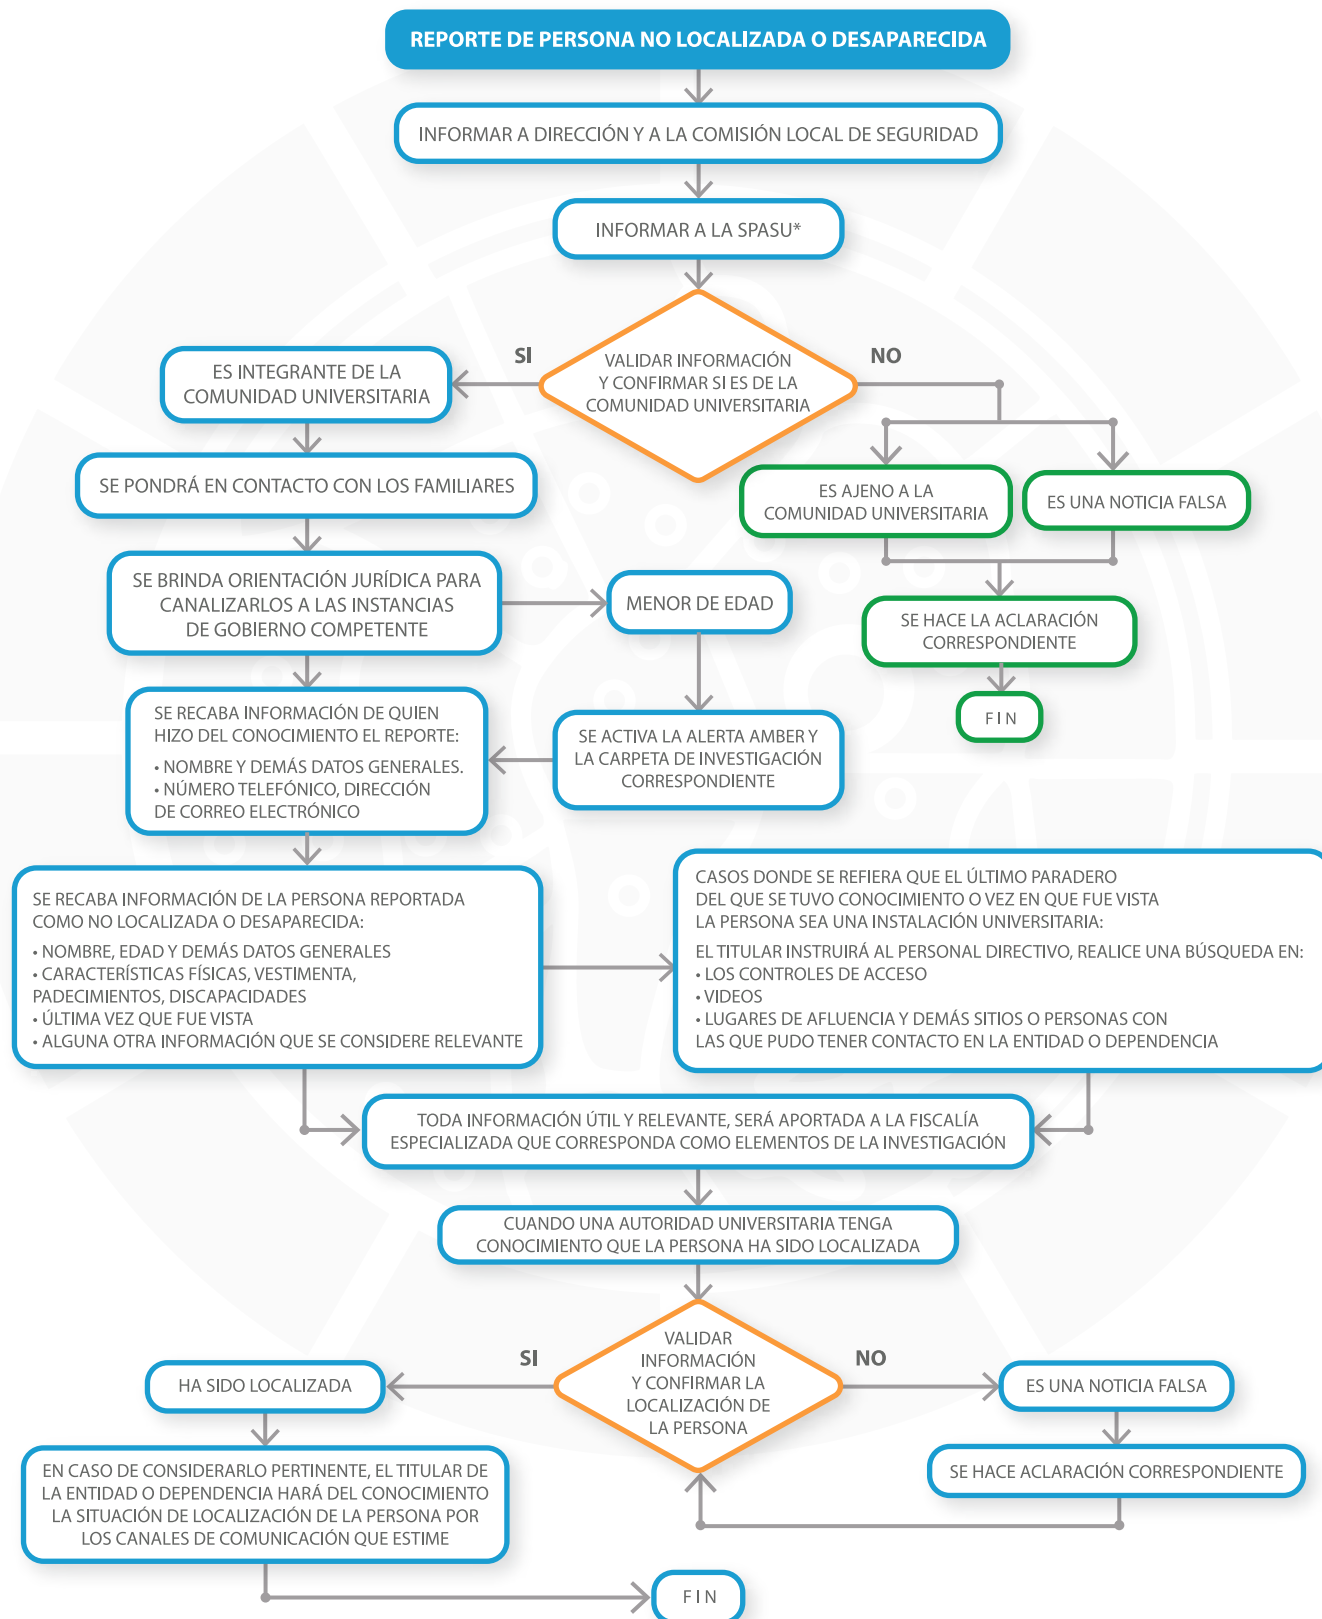 REPORTE DE PERSONA NO LOCALIZADA O DESAPARECIDA
INFORMAR A DIRECCIÓN Y A LA COMISIÓN LOCAL DE SEGURIDAD
INFORMAR A LA SPASU*
VALIDAR INFORMACIÓN
Y CONFIRMAR SI ES DE LA
COMUNIDAD UNIVERSITARIA
SI
NO
ES INTEGRANTE DE LA
COMUNIDAD UNIVERSITARIA
SE PONDRÁ EN CONTACTO CON LOS FAMILIARES
ES AJENO A LA
COMUNIDAD UNIVERSITARIA
ES UNA NOTICIA FALSA
SE BRINDA ORIENTACIÓN JURÍDICA PARA
CANALIZARLOS A LAS INSTANCIAS
DE GOBIERNO COMPETENTE
MENOR DE EDAD
SE HACE LA ACLARACIÓN
CORRESPONDIENTE
F I N
SE RECABA INFORMACIÓN DE QUIEN
HIZO DEL CONOCIMIENTO EL REPORTE:
• NOMBRE Y DEMÁS DATOS GENERALES.
• NÚMERO TELEFÓNICO, DIRECCIÓN
DE CORREO ELECTRÓNICO
SE ACTIVA LA ALERTA AMBER Y
LA CARPETA DE INVESTIGACIÓN
CORRESPONDIENTE
SE RECABA INFORMACIÓN DE LA PERSONA REPORTADA
COMO NO LOCALIZADA O DESAPARECIDA:
• NOMBRE, EDAD Y DEMÁS DATOS GENERALES
• CARACTERÍSTICAS FÍSICAS, VESTIMENTA,
PADECIMIENTOS, DISCAPACIDADES
• ÚLTIMA VEZ QUE FUE VISTA
• ALGUNA OTRA INFORMACIÓN QUE SE CONSIDERE RELEVANTE
CASOS DONDE SE REFIERA QUE EL ÚLTIMO PARADERO
DEL QUE SE TUVO CONOCIMIENTO O VEZ EN QUE FUE VISTA
LA PERSONA SEA UNA INSTALACIÓN UNIVERSITARIA:
EL TITULAR INSTRUIRÁ AL PERSONAL DIRECTIVO, REALICE UNA BÚSQUEDA EN:
• LOS CONTROLES DE ACCESO
• VIDEOS
• LUGARES DE AFLUENCIA Y DEMÁS SITIOS O PERSONAS CON
LAS QUE PUDO TENER CONTACTO EN LA ENTIDAD O DEPENDENCIA
TODA INFORMACIÓN ÚTIL Y RELEVANTE, SERÁ APORTADA A LA FISCALÍA
ESPECIALIZADA QUE CORRESPONDA COMO ELEMENTOS DE LA INVESTIGACIÓN
CUANDO UNA AUTORIDAD UNIVERSITARIA TENGA
CONOCIMIENTO QUE LA PERSONA HA SIDO LOCALIZADA
VALIDAR
INFORMACIÓN
Y CONFIRMAR LA
LOCALIZACIÓN DE
LA PERSONA
SI
NO
HA SIDO LOCALIZADA
ES UNA NOTICIA FALSA
EN CASO DE CONSIDERARLO PERTINENTE, EL TITULAR DE
LA ENTIDAD O DEPENDENCIA HARÁ DEL CONOCIMIENTO
LA SITUACIÓN DE LOCALIZACIÓN DE LA PERSONA POR
LOS CANALES DE COMUNICACIÓN QUE ESTIME
SE HACE ACLARACIÓN CORRESPONDIENTE
F I N